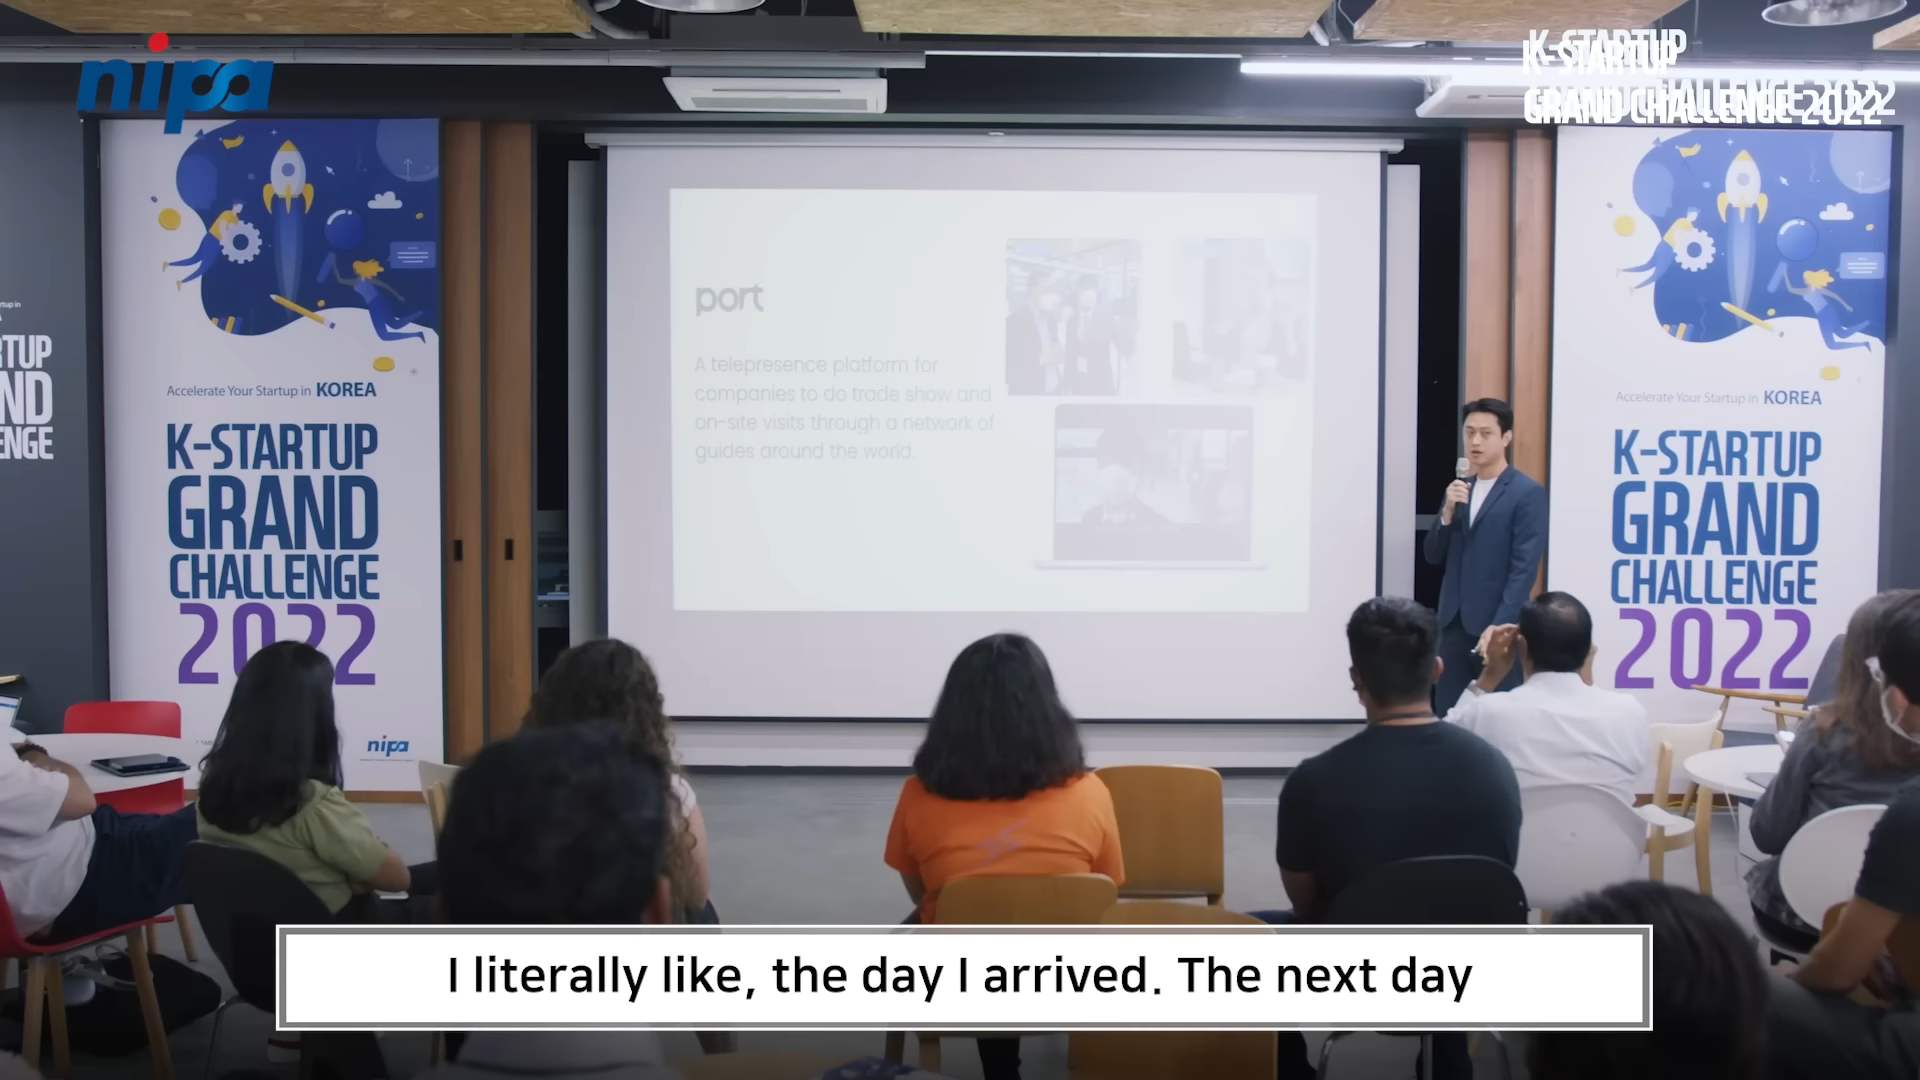 nipa
K-STARTUP
GRAND CHALLENGE 2022
Accelerate Your Startup in KOREA
K-STARTUP
GRAND
CHALLENGE
2022
nipa
port
A telepresence platform for
companies to do trade show and
on-site visits through a network of
guides around the world.
Accelerate Your Startup in KOREA
K-STARTUP
GRAND
CHALLENGE
2022
I literally like, the day I arrived. The next day